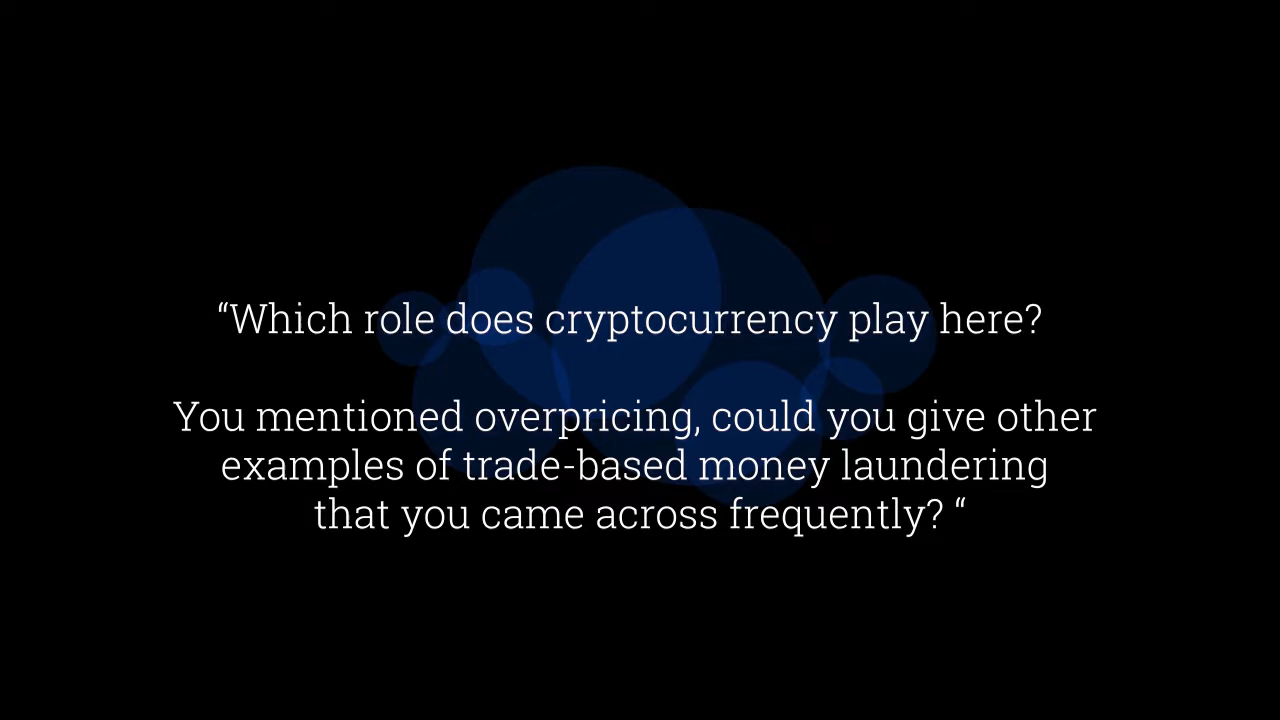 “Which role does cryptocurrency play here?
You mentioned overpricing, could you give other
examples of trade-based money laundering
that you came across frequently? “